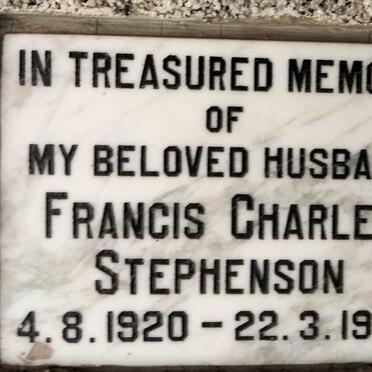 IN TREASURED MEMO
OF
MY BELOVED HUSBA
FRANCIS CHARLE
STEPHENSON
4.8.1920 – 22.3.19